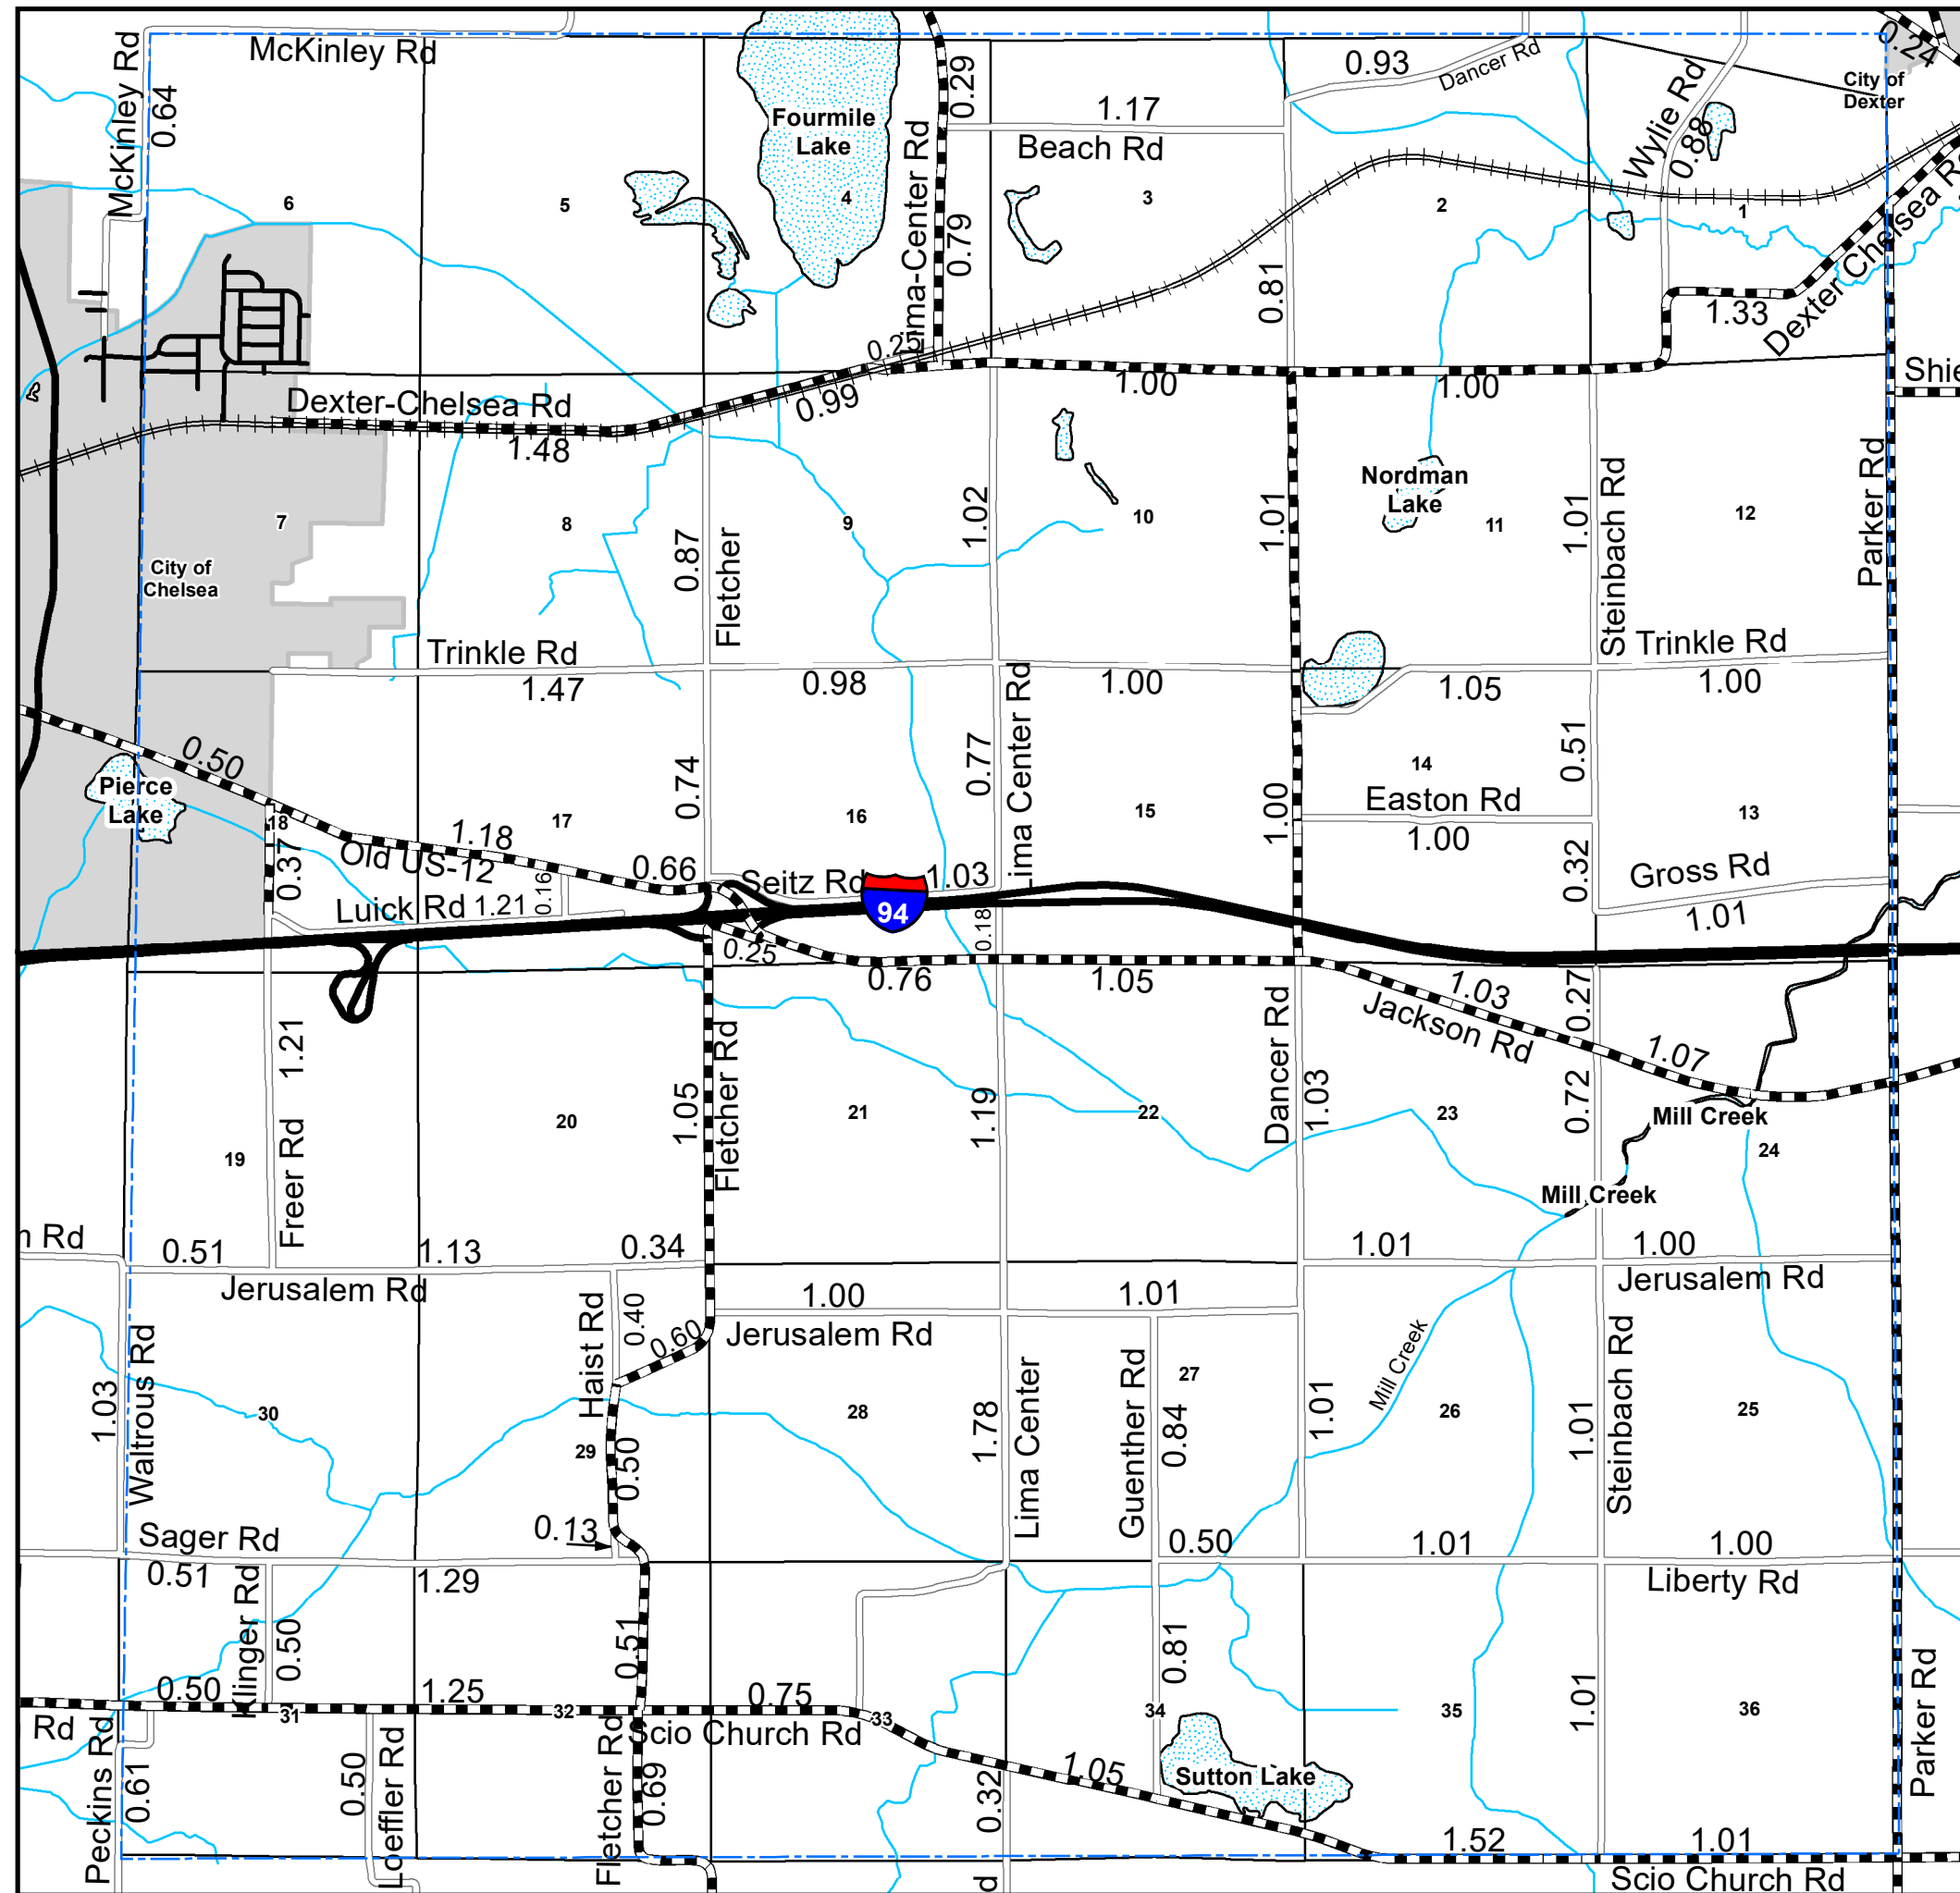 McKinley Rd
McKinley Rd
0.64
Fourmile
Lake
0.29
Lima-Center Rd
0.79
1.17
Beach Rd
0.93
Dancer Rd
Wylie Rd
0.88
City of
Dexter
0.24
6
5
4
3
2
1
0.81
1.33
Dexter Chelsea R
Shie
0.25
Dexter-Chelsea Rd
1.48
0.99
1.00
1.00
Nordman
Lake
7
8
9
10
11
12
City of
Chelsea
0.87
Fletcher
1.02
1.01
1.01
Steinbach Rd
Parker Rd
Trinkle Rd
1.47
0.98
1.00
1.05
Trinkle Rd
1.00
0.50
Pierce
Lake
18
17
16
15
14
13
0.74
0.77
Lima Center Rd
1.00
0.51
Easton Rd
1.00
0.32
Gross Rd
1.01
1.18
Old US-12
0.37
0.66
Seitz Rd
1.03
94
Luick Rd
1.21
0.16
0.18
0.25
0.76
1.05
1.03
Jackson Rd
0.27
1.07
1.21
Freer Rd
1.05
Fletcher Rd
1.19
Dancer Rd
1.03
0.72
Mill Creek
Mill Creek
19
20
21
22
23
24
n Rd
0.51
1.13
0.34
Jerusalem Rd
1.01
1.00
Jerusalem Rd
1.00
1.01
Jerusalem Rd
Haist Rd
0.40
0.60
1.03
Waltrous Rd
30
29
28
27
26
25
0.50
1.78
Lima Center
Guenther Rd
0.84
1.01
Mill Creek
1.01
Steinbach Rd
Sager Rd
0.51
0.13
1.29
0.50
1.01
1.00
Liberty Rd
Klinger Rd
0.50
0.51
0.81
1.01
0.50
1.25
0.75
Rd
Scio Church Rd
31
32
33
34
35
36
Peckins Rd
0.61
0.50
Loeffler Rd
Fletcher Rd
0.69
0.32
1.05
Sutton Lake
1.52
1.01
Scio Church Rd
Parker Rd
d